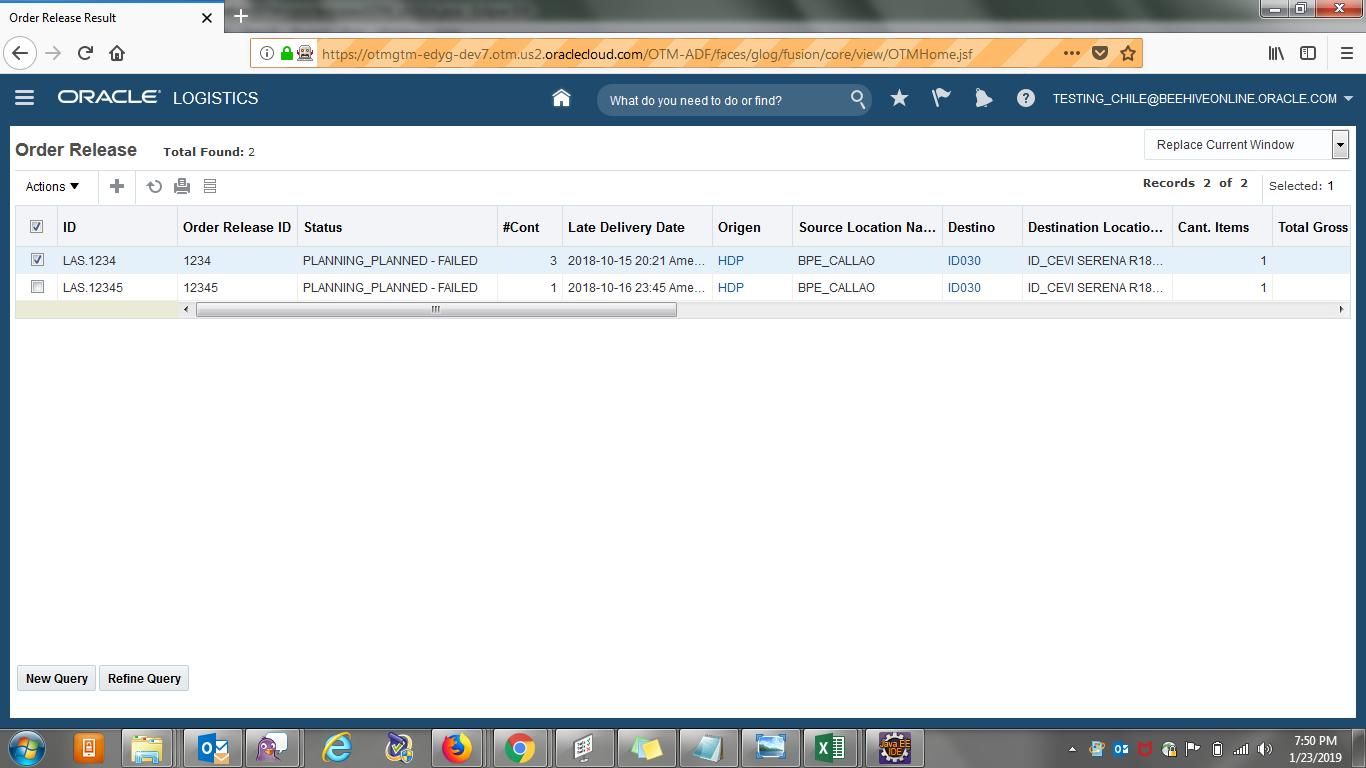 Order Release Result
https://otmgtm-edyg-dev7.otm.us2.oraclecloud.com/OTM-ADF/faces/glog/fusion/core/view/OTMHome.jsf
ORACLE LOGISTICS What do you need to do or find? TESTING_CHILE@BEEHIVEONLINE.ORACLE.COM
Order Release Total Found: 2 Replace Current Window
Actions Records 2 of 2 Selected: 1
ID Order Release ID Status #Cont Late Delivery Date Origen Source Location Na... Destino Destination Locatio... Cant. Items Total Gross
LAS.1234 1234 PLANNING_PLANNED - FAILED 3 2018-10-15 20:21 Ame... HDP BPE_CALLAO ID030 ID_CEVI SERENA R18... 1
LAS.12345 12345 PLANNING_PLANNED - FAILED 1 2018-10-16 23:45 Ame... HDP BPE_CALLAO ID030 ID_CEVI SERENA R18... 1
New Query Refine Query
Java EE
IDE
7:50 PM
1/23/2019